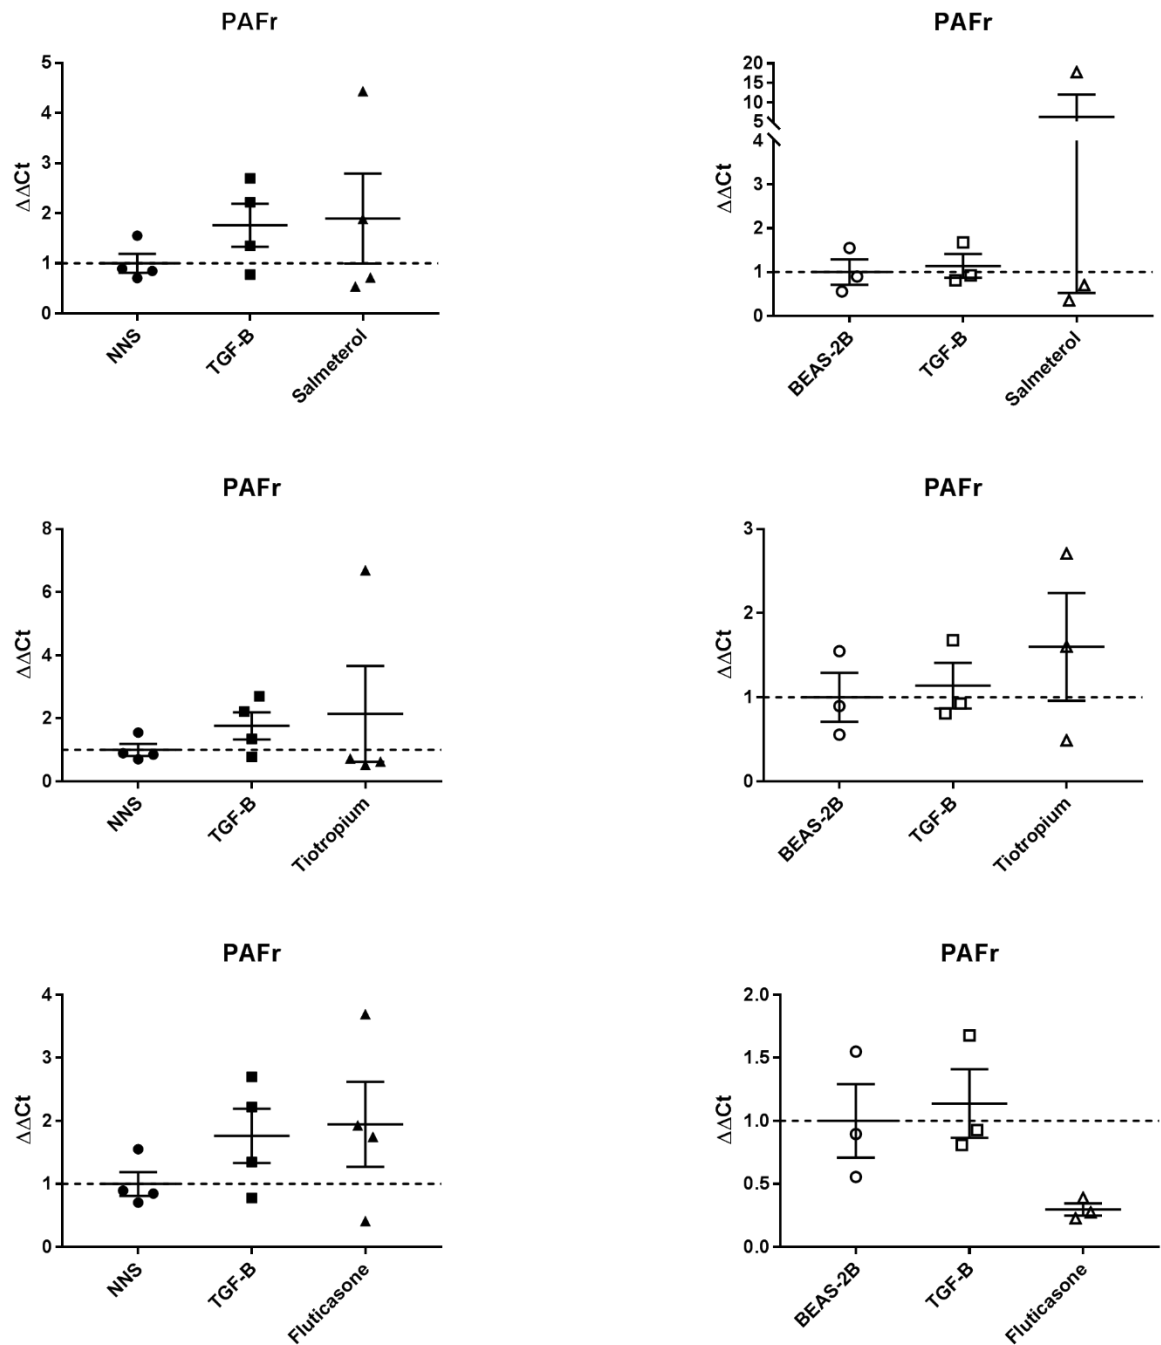 PAFr
ΔΔCt
5
4
3
2
1
0
NNS
TGF-B
Salmeterol
PAFr
ΔΔCt
20
15
10
5
4
3
2
1
0
BEAS-2B
TGF-B
Salmeterol
PAFr
ΔΔCt
8
6
4
2
0
NNS
TGF-B
Tiotropium
PAFr
ΔΔCt
3
2
1
0
BEAS-2B
TGF-B
Tiotropium
PAFr
ΔΔCt
4
3
2
1
0
NNS
TGF-B
Fluticasone
PAFr
ΔΔCt
2.0
1.5
1.0
0.5
0.0
BEAS-2B
TGF-B
Fluticasone